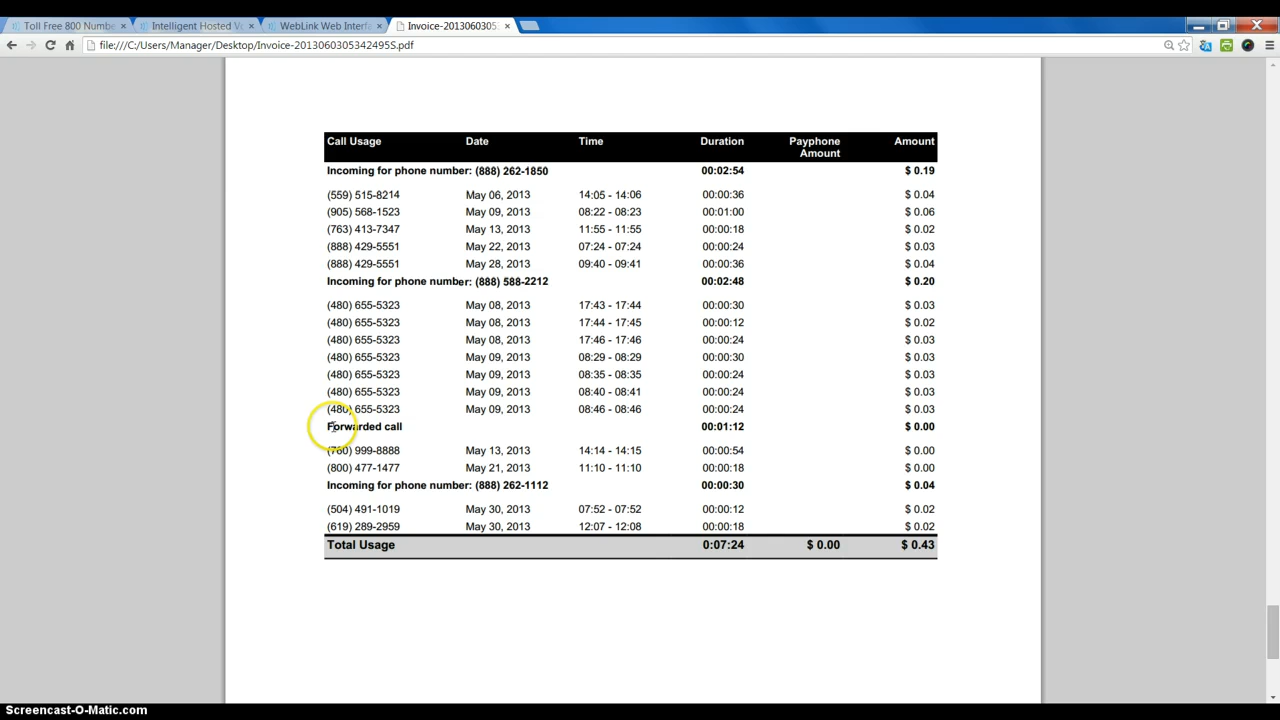 Toll Free 800 Numbe
Intelligent Hosted Vo
WebLink Web Interfa
Invoice-201306030534
file:///C:/Users/Manager/Desktop/Invoice-2013060305342495S.pdf
Call Usage Date Time Duration Payphone Amount Amount
Incoming for phone number: (888) 262-1850 00:02:54 $ 0.19
(559) 515-8214 May 06, 2013 14:05 - 14:06 00:00:36 $ 0.04
(905) 568-1523 May 09, 2013 08:22 - 08:23 00:01:00 $ 0.06
(763) 413-7347 May 13, 2013 11:55 - 11:55 00:00:18 $ 0.02
(888) 429-5551 May 22, 2013 07:24 - 07:24 00:00:24 $ 0.03
(888) 429-5551 May 28, 2013 09:40 - 09:41 00:00:36 $ 0.04
Incoming for phone number: (888) 588-2212 00:02:48 $ 0.20
(480) 655-5323 May 08, 2013 17:43 - 17:44 00:00:30 $ 0.03
(480) 655-5323 May 08, 2013 17:44 - 17:45 00:00:12 $ 0.02
(480) 655-5323 May 08, 2013 17:46 - 17:46 00:00:24 $ 0.03
(480) 655-5323 May 09, 2013 08:29 - 08:29 00:00:30 $ 0.03
(480) 655-5323 May 09, 2013 08:35 - 08:35 00:00:24 $ 0.03
(480) 655-5323 May 09, 2013 08:40 - 08:41 00:00:24 $ 0.03
(480) 655-5323 May 09, 2013 08:46 - 08:46 00:00:24 $ 0.03
Forwarded call 00:01:12 $ 0.00
(760) 999-8888 May 13, 2013 14:14 - 14:15 00:00:54 $ 0.00
(800) 477-1477 May 21, 2013 11:10 - 11:10 00:00:18 $ 0.00
Incoming for phone number: (888) 262-1112 00:00:30 $ 0.04
(504) 491-1019 May 30, 2013 07:52 - 07:52 00:00:12 $ 0.02
(619) 289-2959 May 30, 2013 12:07 - 12:08 00:00:18 $ 0.02
Total Usage 0:07:24 $ 0.00 $ 0.43
Screencast-O-Matic.com